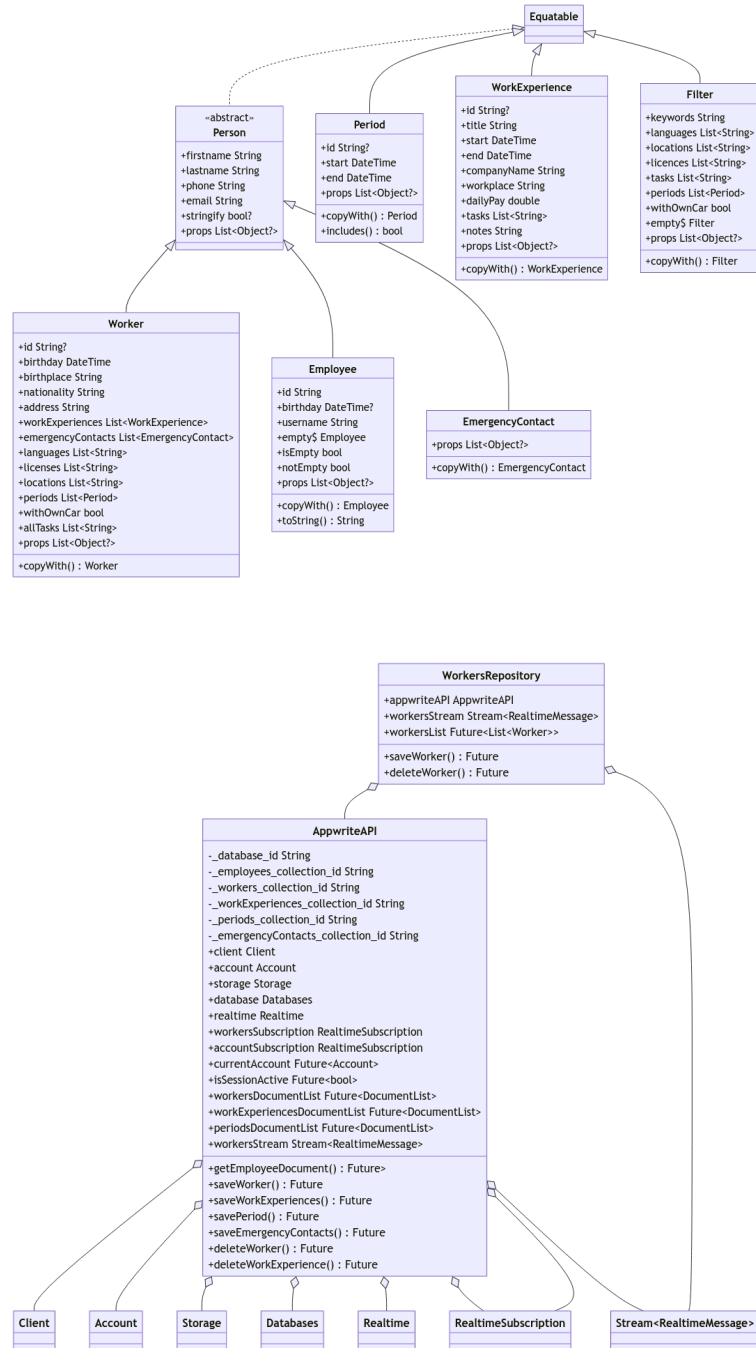 Equatable
WorkExperience
+id String?
+title String
+start DateTime
+end DateTime
+companyName String
+workplace String
+dailyPay double
+tasks List<String>
+notes String
+props List<Object?>
+copyWith() : WorkExperience
Filter
+keywords String
+languages List<String>
+locations List<String>
+licences List<String>
+tasks List<String>
+periods List<Period>
+withOwnCar bool
+empty$ Filter
+props List<Object?>
+copyWith() : Filter
«abstract»
Person
+firstname String
+lastname String
+phone String
+email String
+stringify bool?
+props List<Object?>
Period
+id String?
+start DateTime
+end DateTime
+props List<Object?>
+copyWith() : Period
+includes() : bool
Worker
+id String?
+birthday DateTime
+birthplace String
+nationality String
+address String
+workExperiences List<WorkExperience>
+emergencyContacts List<EmergencyContact>
+languages List<String>
+licenses List<String>
+locations List<String>
+periods List<Period>
+withOwnCar bool
+allTasks List<String>
+props List<Object?>
+copyWith() : Worker
Employee
+id String
+birthday DateTime?
+username String
+empty$ Employee
+isEmpty bool
+notEmpty bool
+props List<Object?>
+copyWith() : Employee
+toString() : String
EmergencyContact
+props List<Object?>
+copyWith() : EmergencyContact
WorkersRepository
+appwriteAPI AppwriteAPI
+workersStream Stream<RealtimeMessage>
+workersList Future<List<Worker>>
+saveWorker() : Future
+deleteWorker() : Future
AppwriteAPI
-_database_id String
-_employees_collection_id String
-_workers_collection_id String
-_workExperiences_collection_id String
-_periods_collection_id String
-_emergencyContacts_collection_id String
+client Client
+account Account
+storage Storage
+database Databases
+realtime Realtime
+workersSubscription RealtimeSubscription
+accountSubscription RealtimeSubscription
+currentAccount Future<Account>
+isSessionActive Future<bool>
+workersDocumentList Future<DocumentList>
+workExperiencesDocumentList Future<DocumentList>
+periodsDocumentList Future<DocumentList>
+workersStream Stream<RealtimeMessage>
+getEmployeeDocument() : Future>
+saveWorker() : Future
+saveWorkExperiences() : Future
+savePeriod() : Future
+saveEmergencyContacts() : Future
+deleteWorker() : Future
+deleteWorkExperience() : Future
Client
Account
Storage
Databases
Realtime
RealtimeSubscription
Stream<RealtimeMessage>